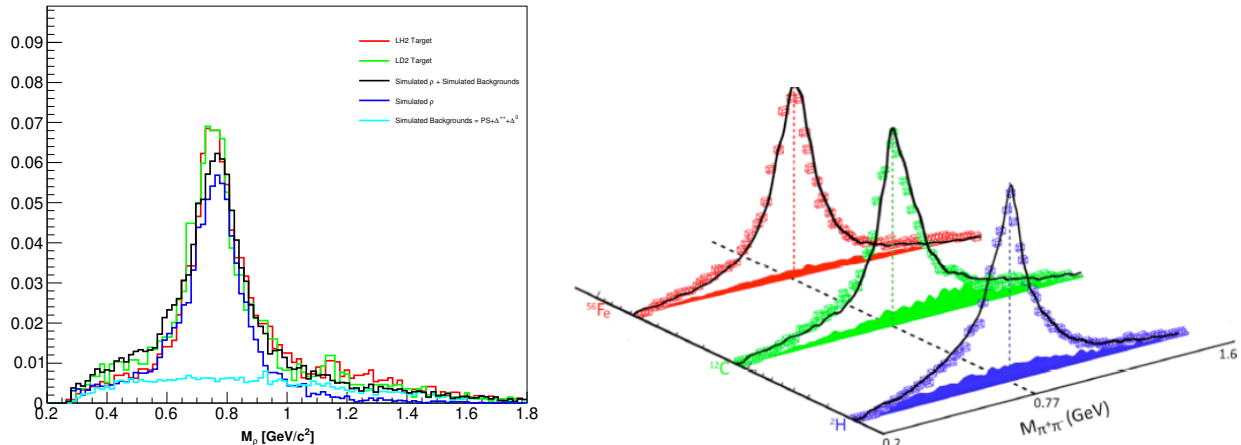 0.09
0.08
0.07
0.06
0.05
0.04
0.03
0.02
0.01
0
0.2 0.4 0.6 0.8 1 1.2 1.4 1.6 1.8
M_ρ [GeV/c²]
LH2 Target
LD2 Target
Simulated ρ + Simulated Backgrounds
Simulated ρ
Simulated Backgrounds = PS+Δ⁺⁺+Δ⁰
⁵⁶Fe
¹²C
²H
0.2
0.77
1.6
M_π⁺π⁻ (GeV)